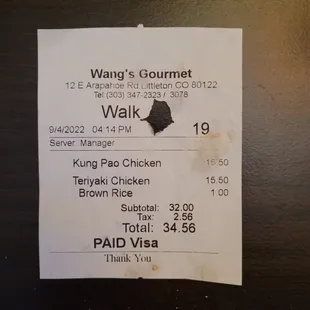 Wang's Gourmet
12 E Arapahoe Rd.Littleton CO 80122
Tel:(303) 347-2323 / 3078
Walk
9/4/2022 04:14 PM 19
Server: Manager
Kung Pao Chicken 15.50
Teriyaki Chicken 15.50
Brown Rice 1.00
Subtotal: 32.00
Tax: 2.56
Total: 34.56
PAID Visa
Thank You